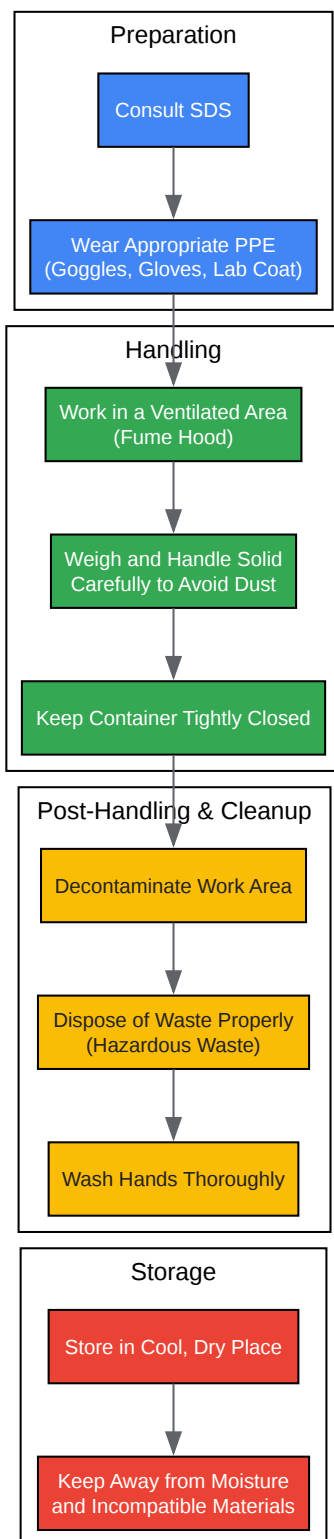 Preparation
Consult SDS
Wear Appropriate PPE
(Goggles, Gloves, Lab Coat)
Handling
Work in a Ventilated Area
(Fume Hood)
Weigh and Handle Solid
Carefully to Avoid Dust
Keep Container Tightly Closed
Post-Handling & Cleanup
Decontaminate Work Area
Dispose of Waste Properly
(Hazardous Waste)
Wash Hands Thoroughly
Storage
Store in Cool, Dry Place
Keep Away from Moisture
and Incompatible Materials